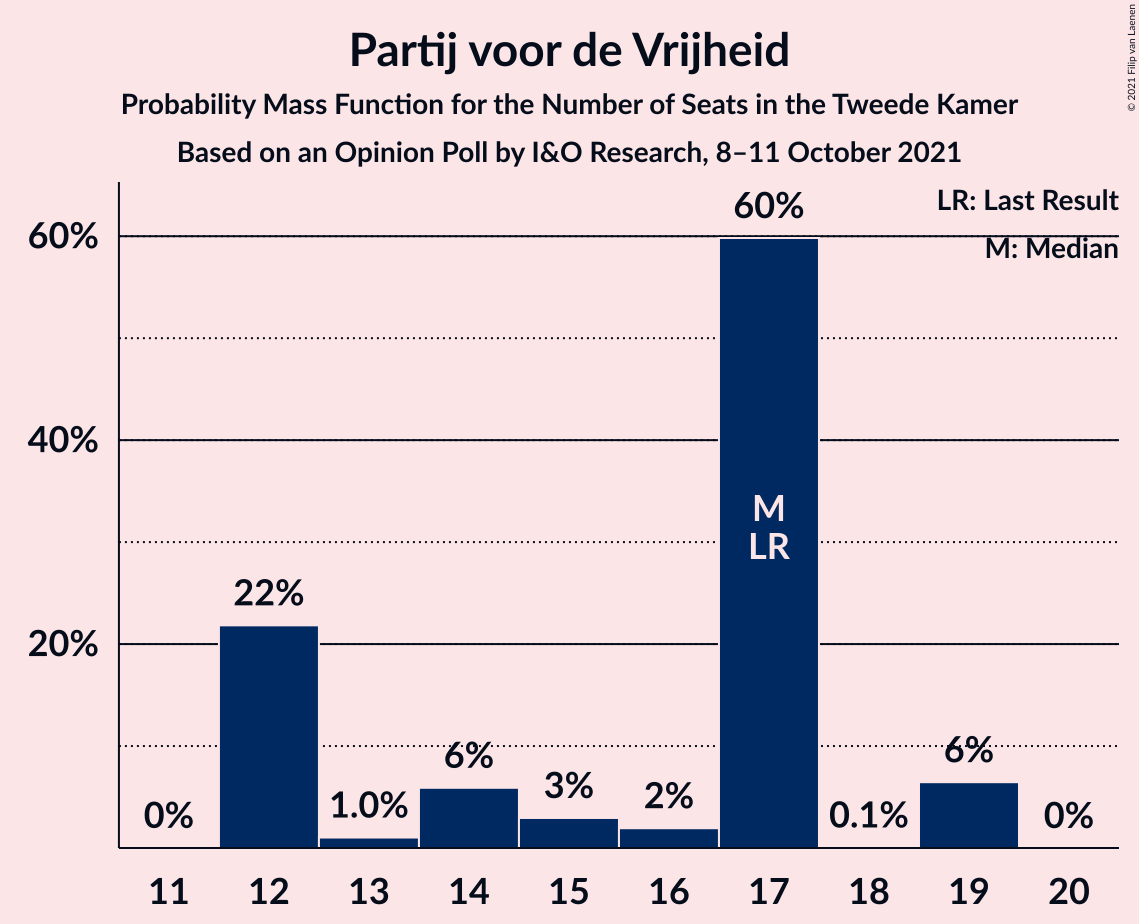 Partij voor de Vrijheid
Probability Mass Function for the Number of Seats in the Tweede Kamer
Based on an Opinion Poll by I&O Research, 8–11 October 2021
© 2021 Filip van Laenen
LR: Last Result
M: Median
60%
40%
20%
0%
22%
1.0%
6%
3%
2%
60%
M
LR
0.1%
6%
0%
11 12 13 14 15 16 17 18 19 20